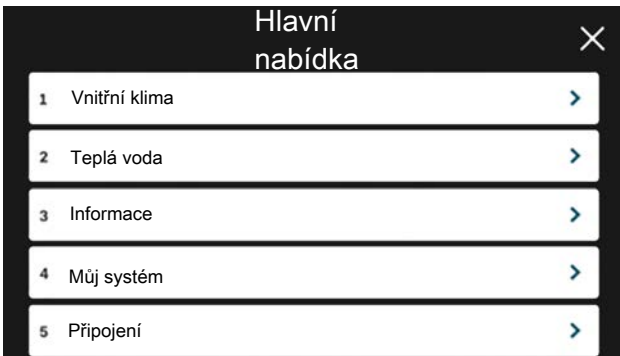 Hlavní
nabídka
1 Vnitřní klima
2 Teplá voda
3 Informace
4 Můj systém
5 Připojení